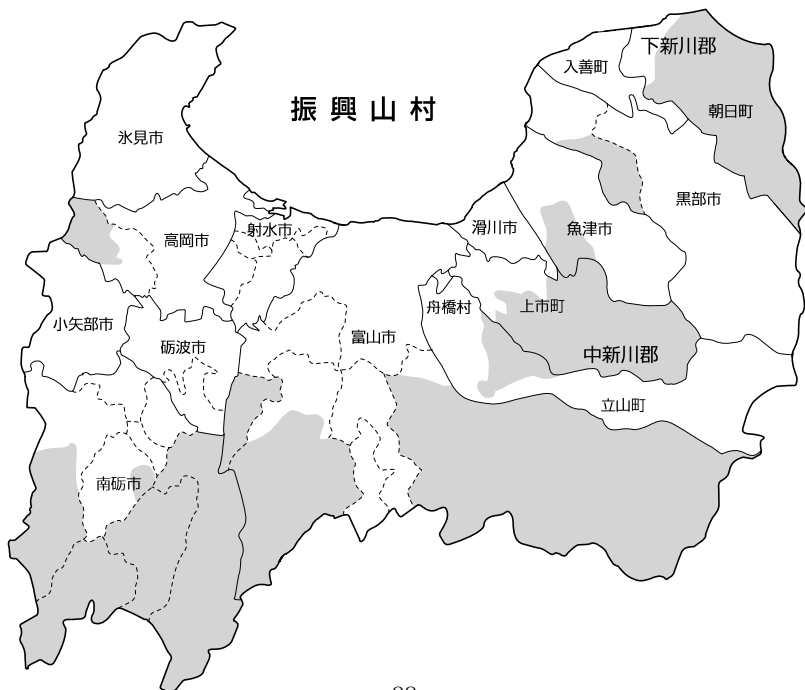 振興山村
下新川郡
入善町
朝日町
氷見市
黒部市
高岡市
射水市
滑川市
魚津市
舟橋村
上市町
小矢部市
砺波市
富山市
中新川郡
立山町
南砺市